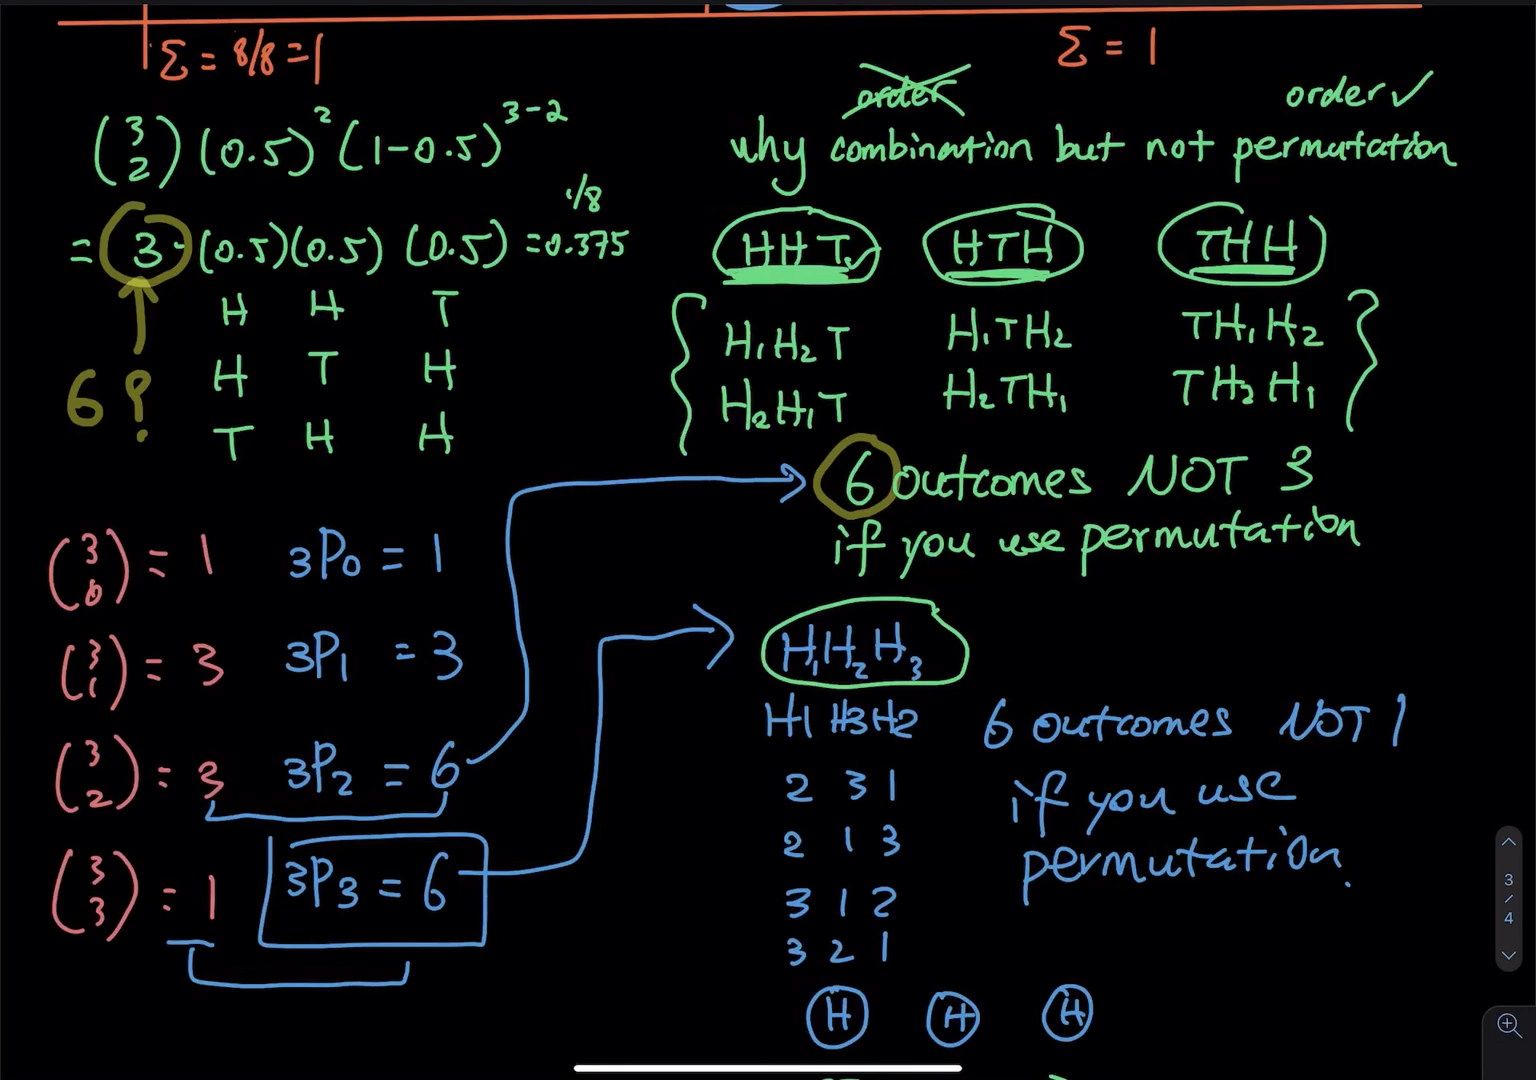 Σ = 8/8 = 1
Σ = 1
order
order ✓
(3 2) (0.5)² (1-0.5)³⁻²
why combination but not permutation
1/8
= 3 · (0.5)(0.5) (0.5) = 0.375
HHT ✓ HTH THH
H H T
H T H
T H H
6 ?
H₁H₂T H₁TH₂ TH₁H₂
H₂H₁T H₂TH₁ TH₂H₁
6 outcomes NOT 3
if you use permutation
(3 0) = 1 3P0 = 1
(3 1) = 3 3P1 = 3
(3 2) = 3 3P2 = 6
(3 3) = 1 3P3 = 6
H₁H₂H₃
H1 H3H2
2 3 1
2 1 3
3 1 2
3 2 1
6 outcomes NOT 1
if you use
permutation.
H H H
3
/
4